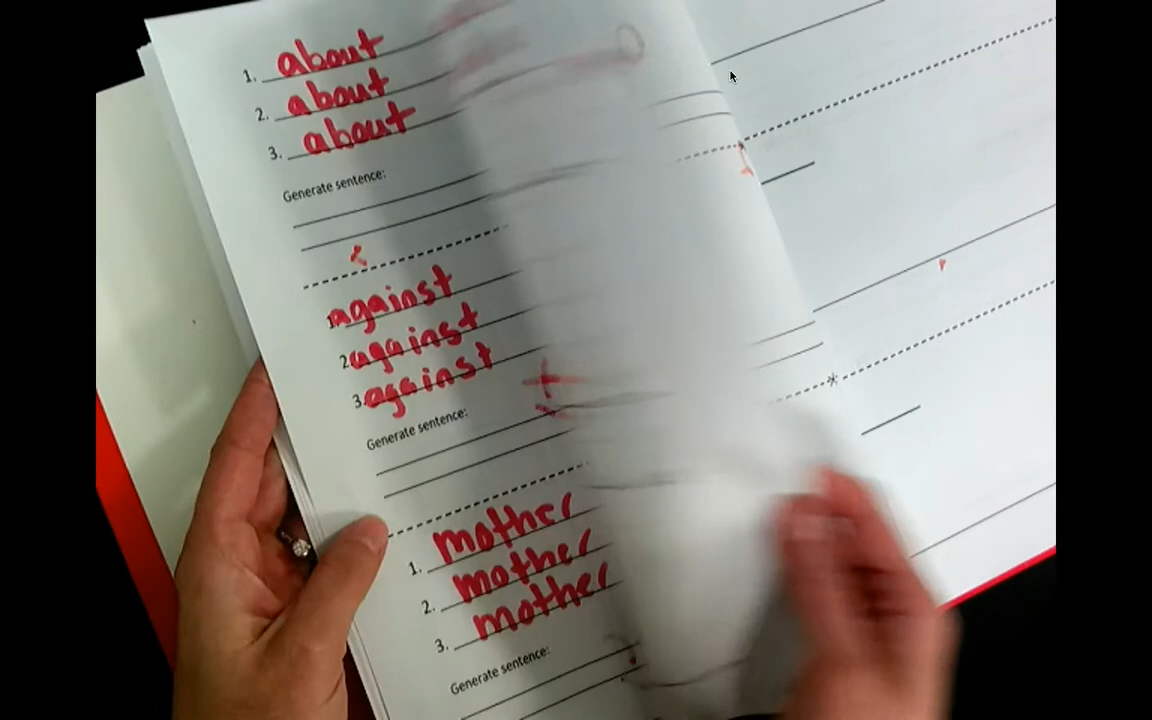 1. about
2. about
3. about
Generate sentence:
1. against
2. against
3. against
Generate sentence:
1. mother
2. mother
3. mother
Generate sentence: